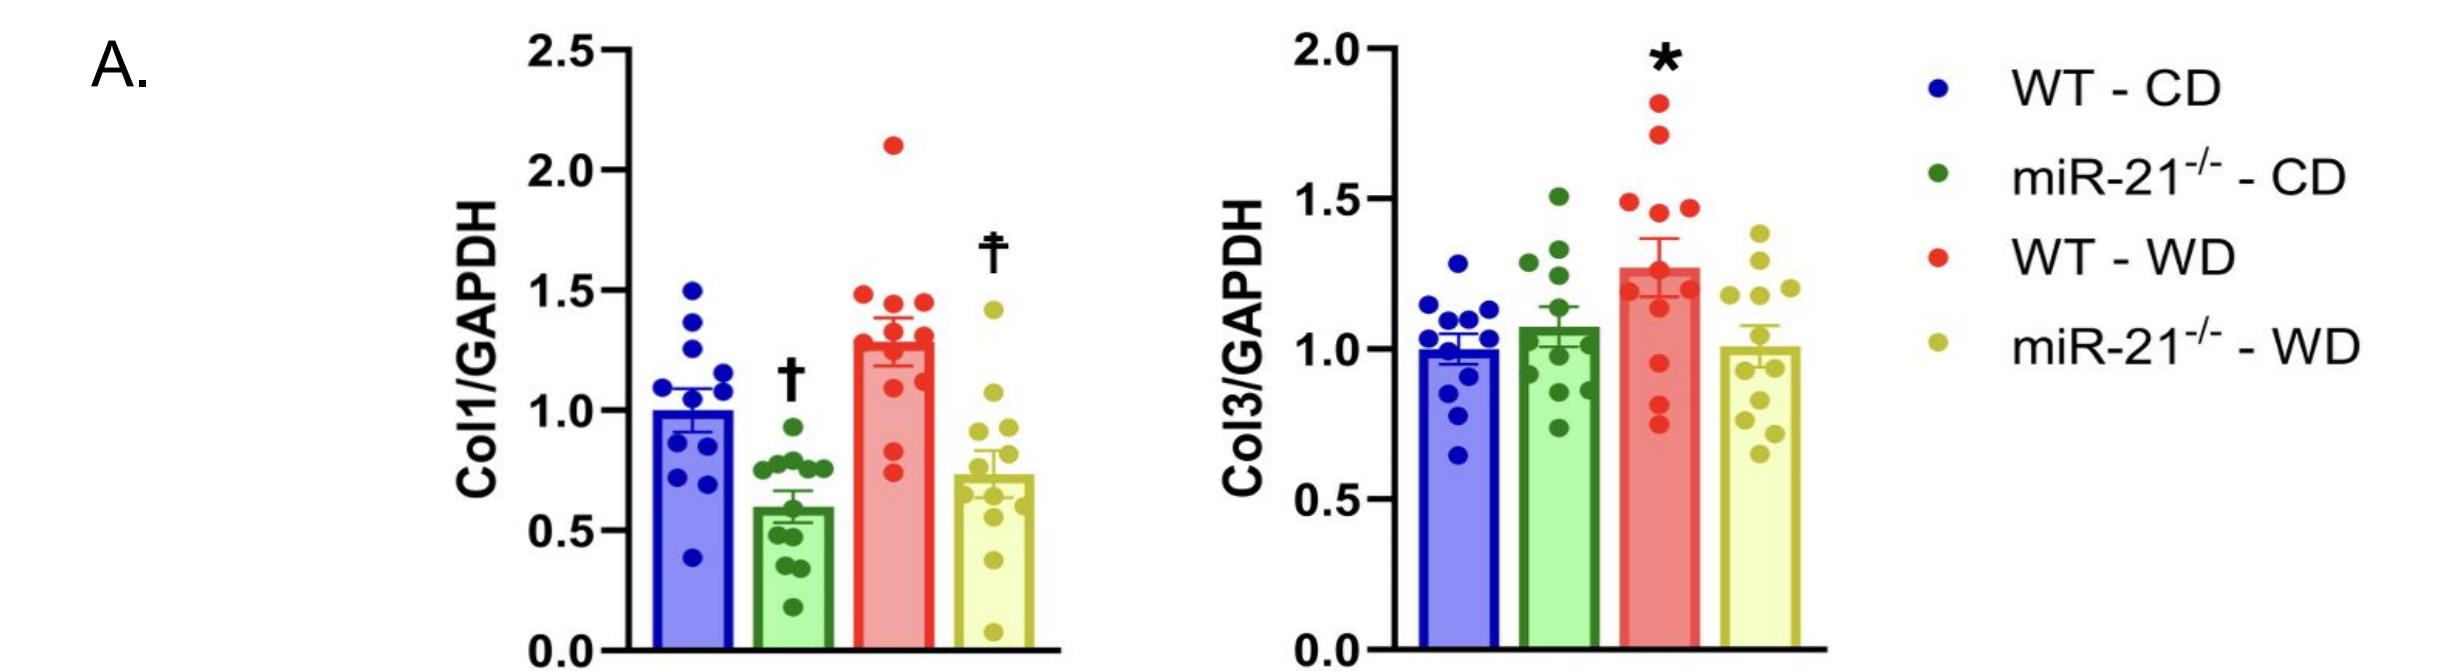 A.
Col1/GAPDH
2.5
2.0
1.5
1.0
0.5
0.0
†
†
Col3/GAPDH
2.0
1.5
1.0
0.5
0.0
*
WT - CD
miR-21⁻/⁻ - CD
WT - WD
miR-21⁻/⁻ - WD